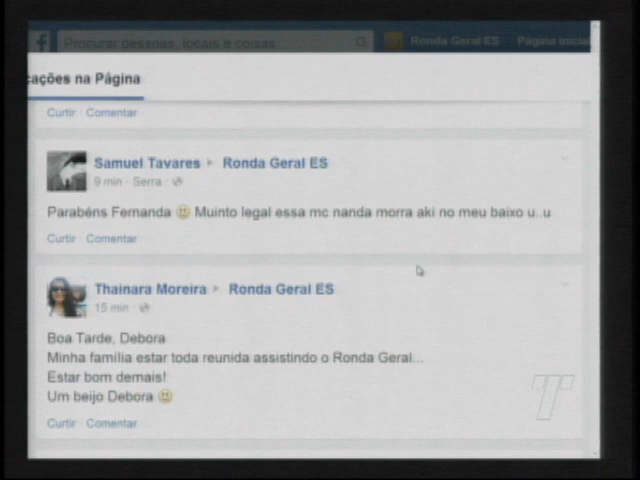 Procurar pessoas, locais e coisas
Ronda Geral ES Página inicia
cações na Página
Curtir · Comentar
Samuel Tavares ▸ Ronda Geral ES
9 min · Serra ·
Parabéns Fernanda Muinto legal essa mc nanda morra aki no meu baixo u..u
Curtir · Comentar
Thainara Moreira ▸ Ronda Geral ES
15 min ·
Boa Tarde, Debora
Minha família estar toda reunida assistindo o Ronda Geral...
Estar bom demais!
Um beijo Debora
Curtir · Comentar